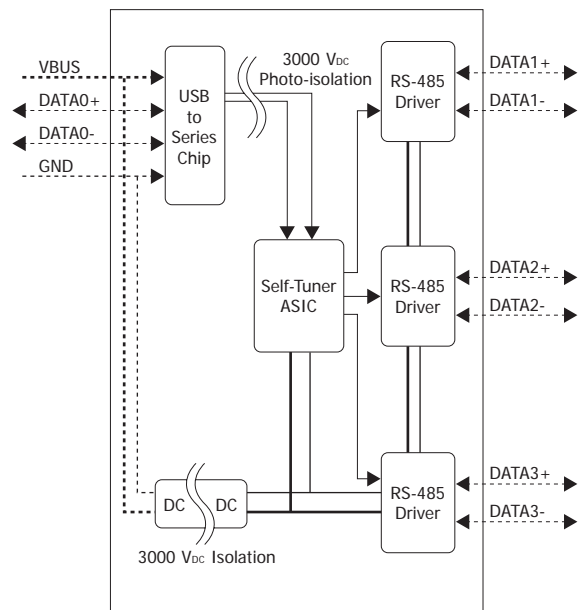 VBUS
DATA0+
DATA0-
GND
USB
to
Series
Chip
3000 VDC
Photo-isolation
RS-485
Driver
DATA1+
DATA1-
Self-Tuner
ASIC
RS-485
Driver
DATA2+
DATA2-
DC DC
3000 VDC Isolation
RS-485
Driver
DATA3+
DATA3-